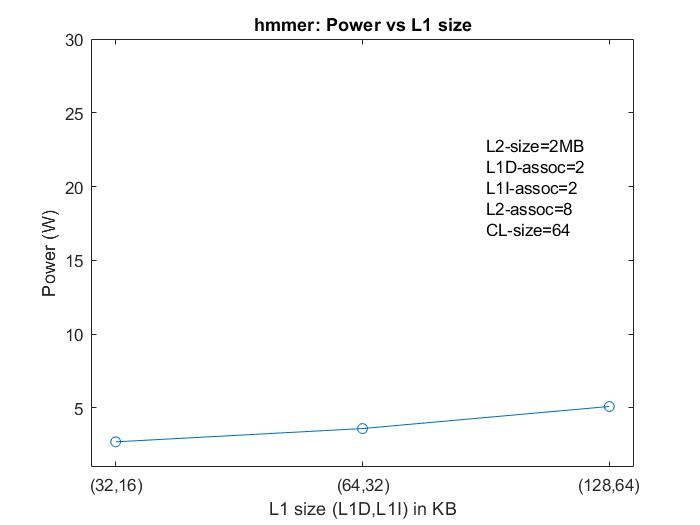 hmmer: Power vs L1 size
30
25
20
15
10
5
Power (W)
L2-size=2MB
L1D-assoc=2
L1I-assoc=2
L2-assoc=8
CL-size=64
(32,16) (64,32) (128,64)
L1 size (L1D,L1I) in KB